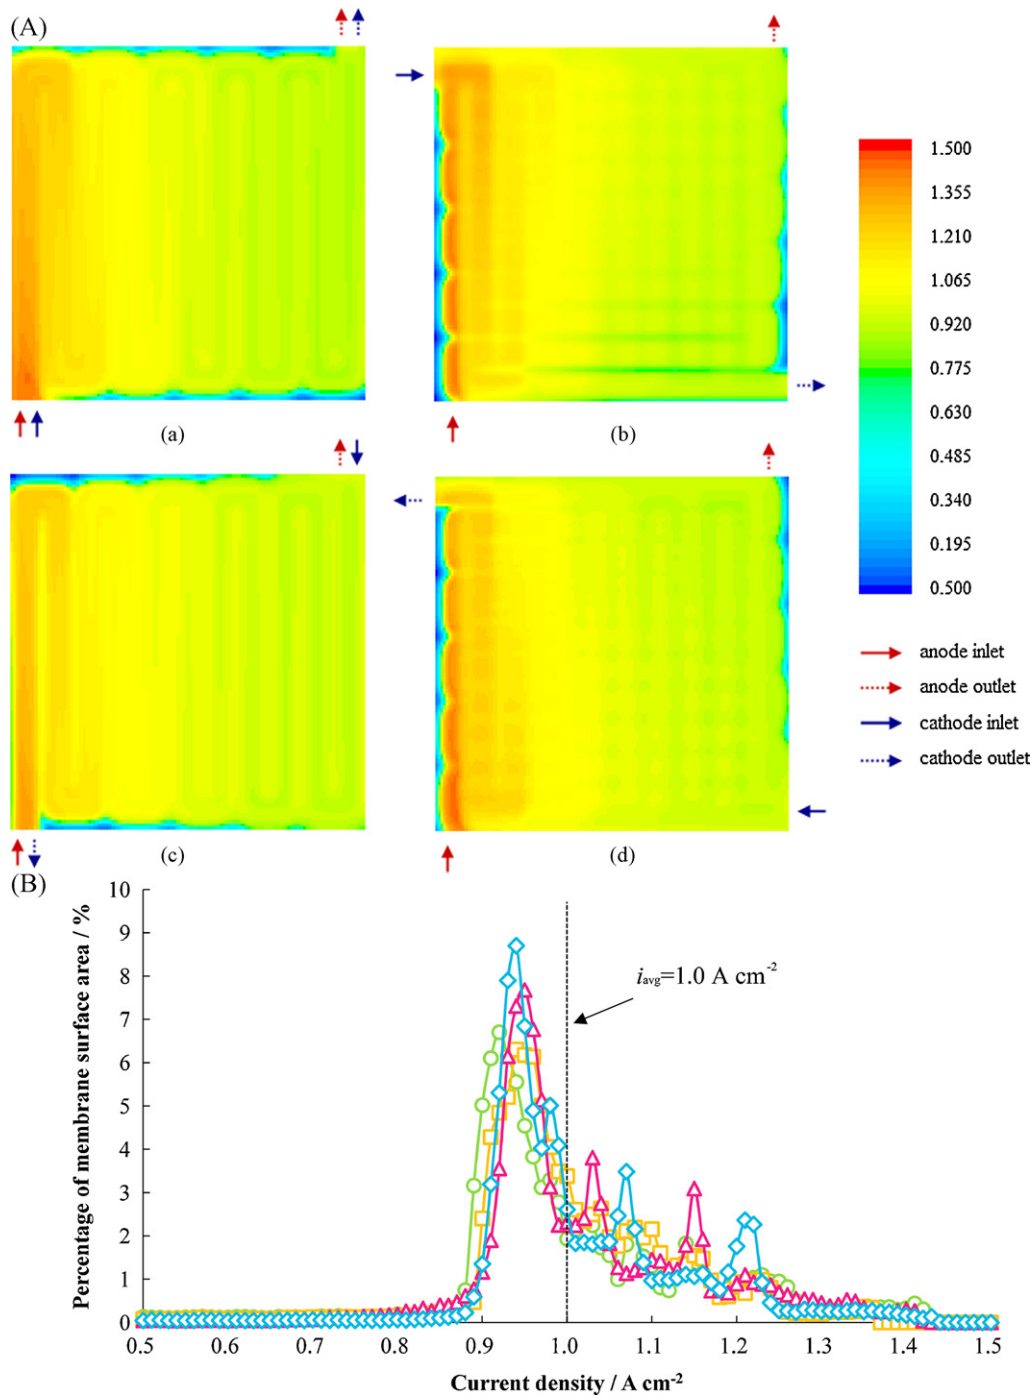 (A)
1.500
1.355
1.210
1.065
0.920
0.775
0.630
0.485
0.340
0.195
0.500
(a)
(b)
anode inlet
anode outlet
cathode inlet
cathode outlet
(c)
(d)
(B)
Percentage of membrane surface area / %
10
9
8
7
6
5
4
3
2
1
0
iavg=1.0 A cm-2
0.5 0.6 0.7 0.8 0.9 1.0 1.1 1.2 1.3 1.4 1.5
Current density / A cm-2